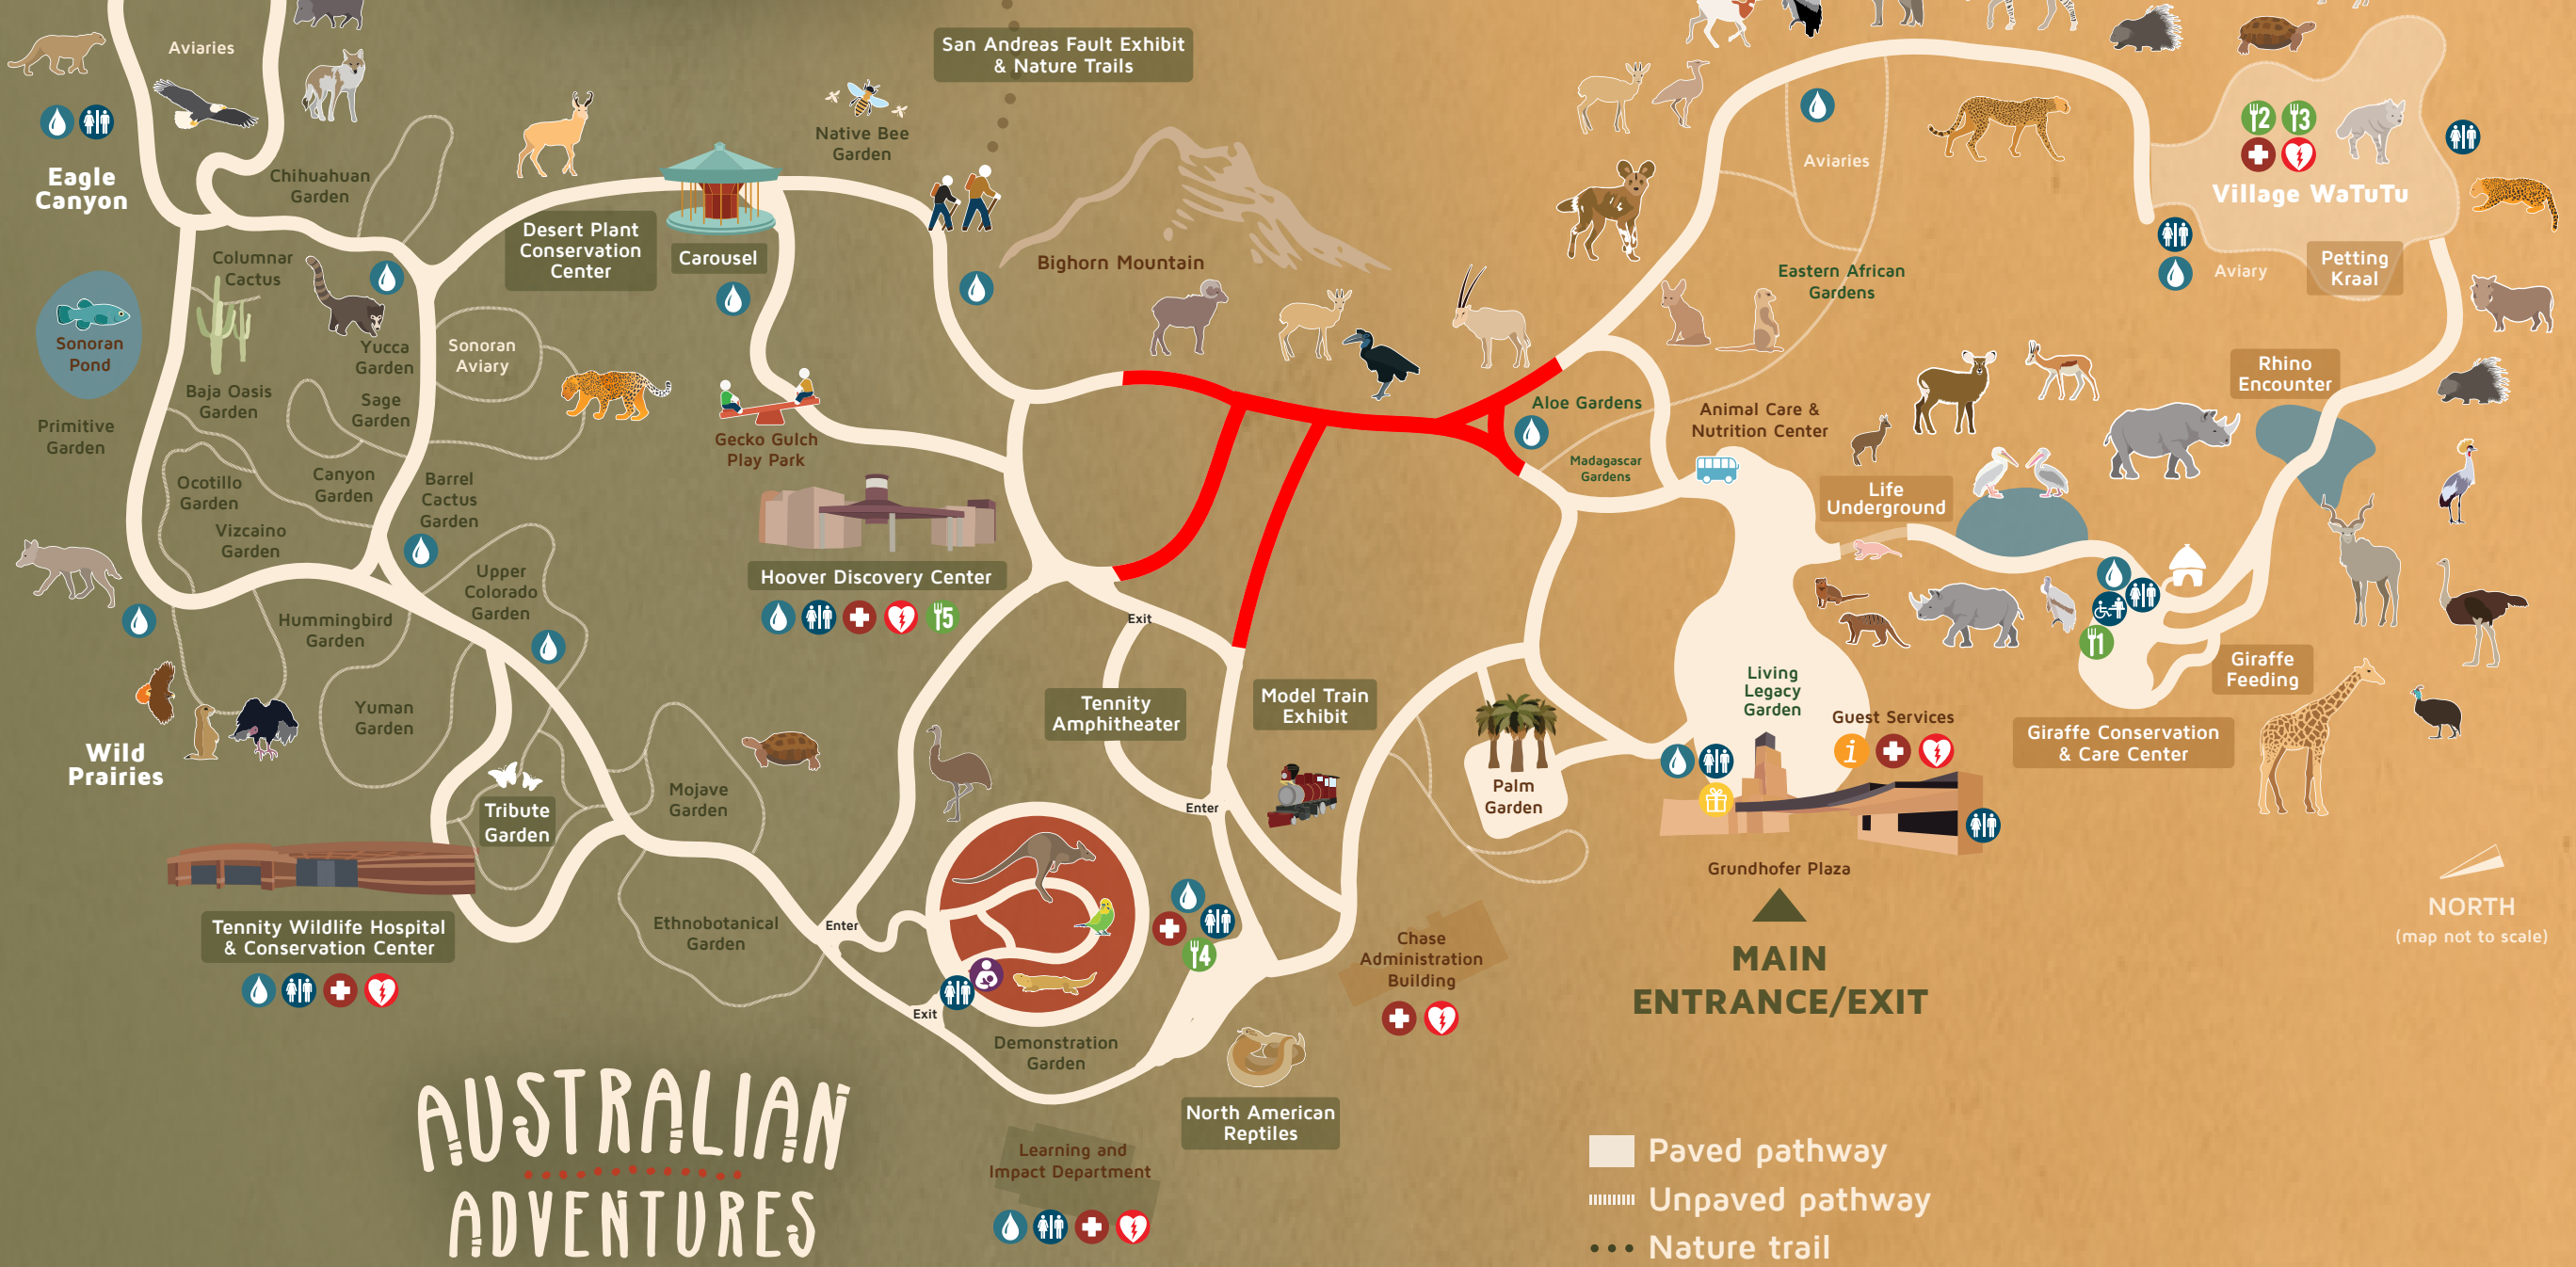 Aviaries
Eagle
Canyon
Chihuahuan
Garden
San Andreas Fault Exhibit
& Nature Trails
Native Bee
Garden
Desert Plant
Conservation
Center
Carousel
Bighorn Mountain
Aviaries
Eastern African
Gardens
2
3
Village WaTuTu
Aviary
Petting
Kraal
Columnar
Cactus
Sonoran
Pond
Yucca
Garden
Sonoran
Aviary
Baja Oasis
Garden
Sage
Garden
Primitive
Garden
Gecko Gulch
Play Park
Aloe Gardens
Animal Care &
Nutrition Center
Madagascar
Gardens
Rhino
Encounter
Life
Underground
Ocotillo
Garden
Canyon
Garden
Barrel
Cactus
Garden
Vizcaino
Garden
Upper
Colorado
Garden
Hummingbird
Garden
Hoover Discovery Center
5
Exit
1
Giraffe
Feeding
Giraffe Conservation
& Care Center
Yuman
Garden
Wild
Prairies
Tennity
Amphitheater
Model Train
Exhibit
Living
Legacy
Garden
Guest Services
i
Palm
Garden
Enter
Tribute
Garden
Mojave
Garden
Grundhofer Plaza
MAIN
ENTRANCE/EXIT
NORTH
(map not to scale)
Tennity Wildlife Hospital
& Conservation Center
Ethnobotanical
Garden
Enter
4
Exit
Chase
Administration
Building
Demonstration
Garden
North American
Reptiles
Learning and
Impact Department
AUSTRALIAN
ADVENTURES
Paved pathway
Unpaved pathway
Nature trail